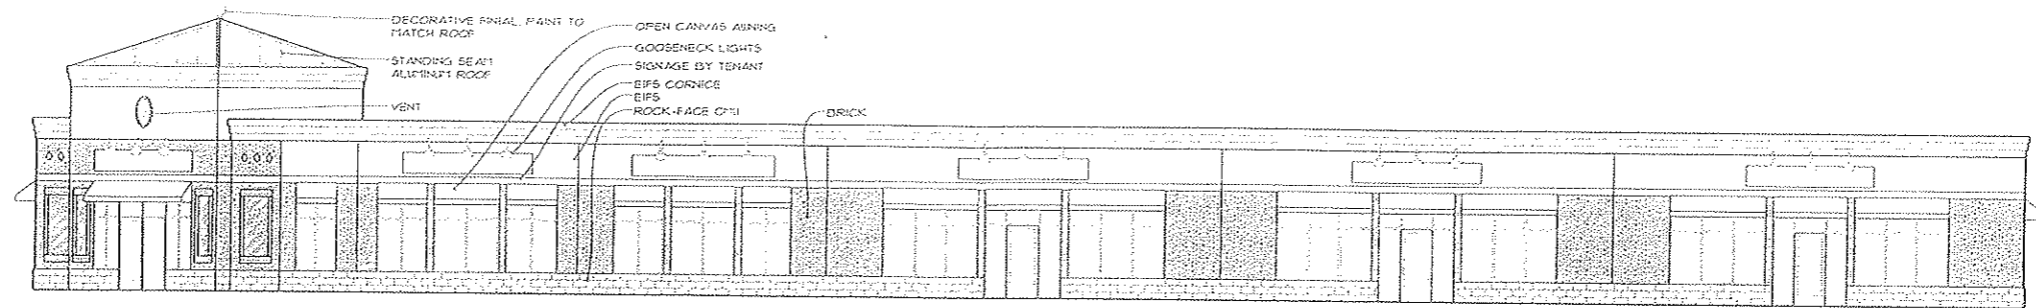 DECORATIVE FINIAL, PAINT TO
MATCH ROOF
STANDING SEAM
ALUMINUM ROOF
VENT
OPEN CANVAS AWNING
GOOSENECK LIGHTS
SIGNAGE BY TENANT
EIFS CORNICE
EIFS
ROCK-FACE CMU
BRICK